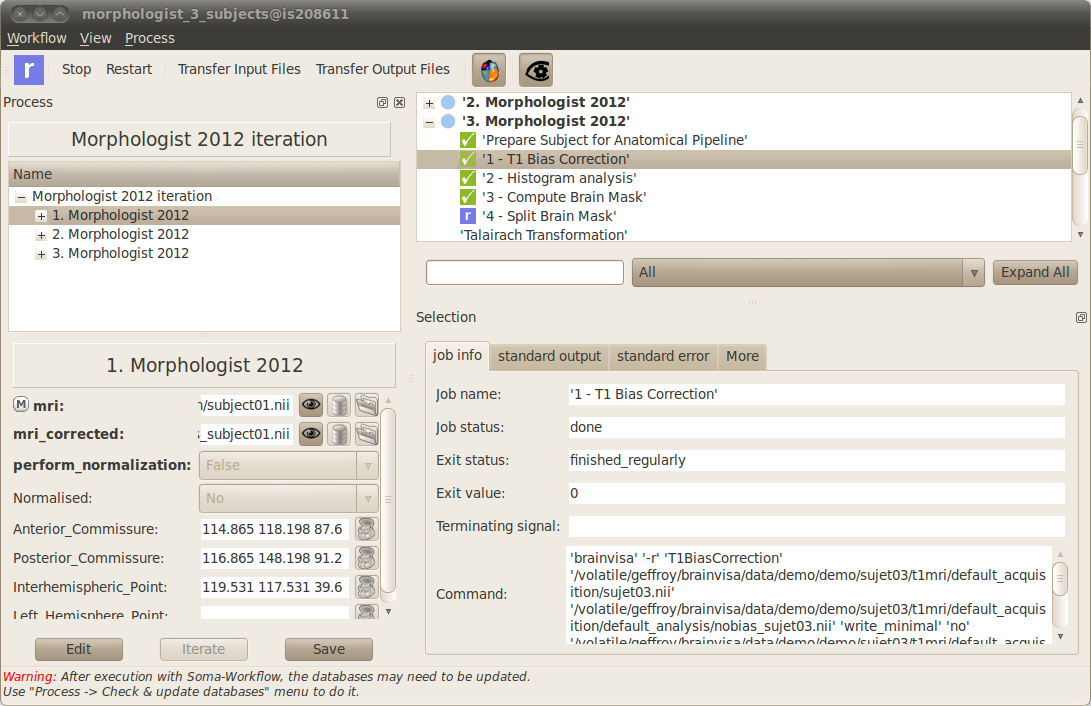 morphologist_3_subjects@is208611
Workflow View Process
r Stop Restart Transfer Input Files Transfer Output Files
Process
Morphologist 2012 iteration
Name
Morphologist 2012 iteration
1. Morphologist 2012
2. Morphologist 2012
3. Morphologist 2012
1. Morphologist 2012
M mri: n/subject01.nii
mri_corrected: s_subject01.nii
perform_normalization: False
Normalised: No
Anterior_Commissure: 114.865 118.198 87.6
Posterior_Commissure: 116.865 148.198 91.2
Interhemispheric_Point: 119.531 117.531 39.6
Left_Hemisphere_Point:
Edit Iterate Save
'2. Morphologist 2012'
'3. Morphologist 2012'
'Prepare Subject for Anatomical Pipeline'
'1 - T1 Bias Correction'
'2 - Histogram analysis'
'3 - Compute Brain Mask'
r '4 - Split Brain Mask'
'Talairach Transformation'
All Expand All
Selection
job info standard output standard error More
Job name: '1 - T1 Bias Correction'
Job status: done
Exit status: finished_regularly
Exit value: 0
Terminating signal:
Command:
'brainvisa' '-r' 'T1BiasCorrection'
'/volatile/geffroy/brainvisa/data/demo/demo/sujet03/t1mri/default_acquis
ition/sujet03.nii'
'/volatile/geffroy/brainvisa/data/demo/demo/sujet03/t1mri/default_acquis
ition/default_analysis/nobias_sujet03.nii' 'write_minimal' 'no'
'/volatile/geffroy/brainvisa/data/demo/demo/sujet03/t1mri/default_acquis
Warning: After execution with Soma-Workflow, the databases may need to be updated.
Use "Process -> Check & update databases" menu to do it.